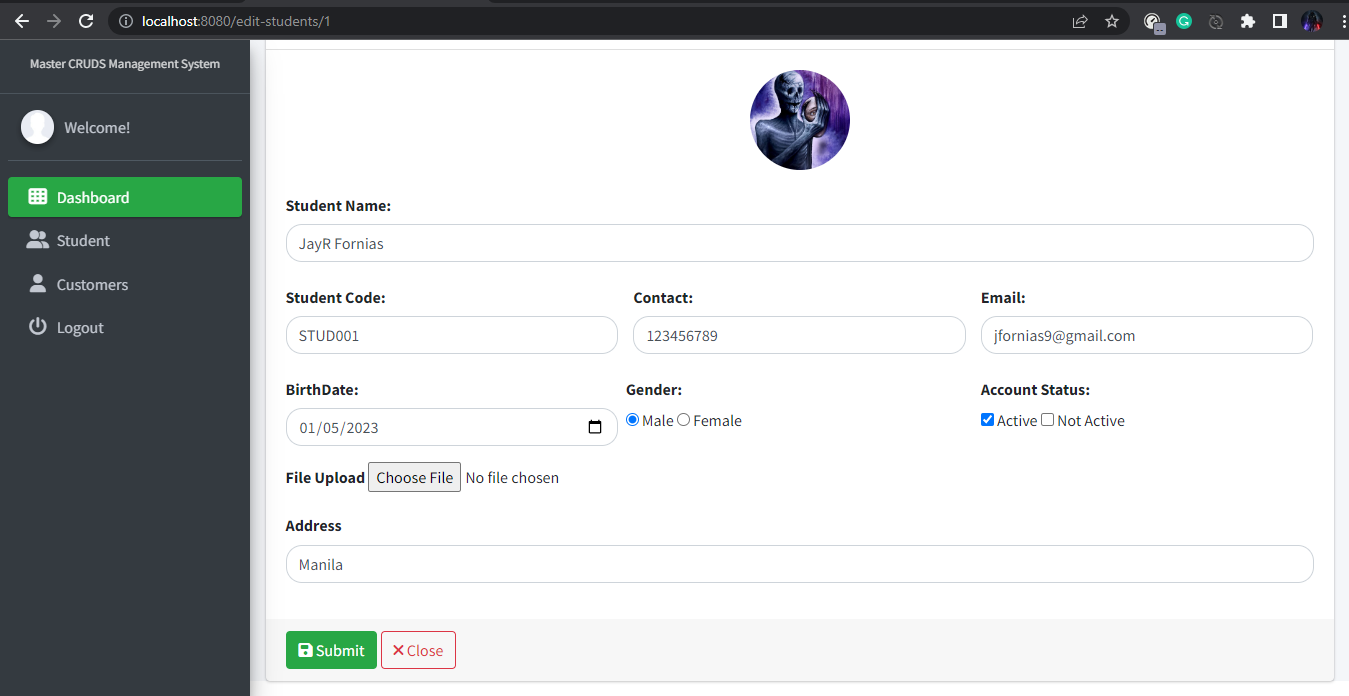 localhost:8080/edit-students/1
Master CRUDS Management System
Welcome!
Dashboard
Student
Customers
Logout
Student Name:
JayR Fornias
Student Code: Contact: Email:
STUD001 123456789 jfornias9@gmail.com
BirthDate: Gender: Account Status:
01/05/2023 Male Female Active Not Active
File Upload Choose File No file chosen
Address
Manila
Submit Close